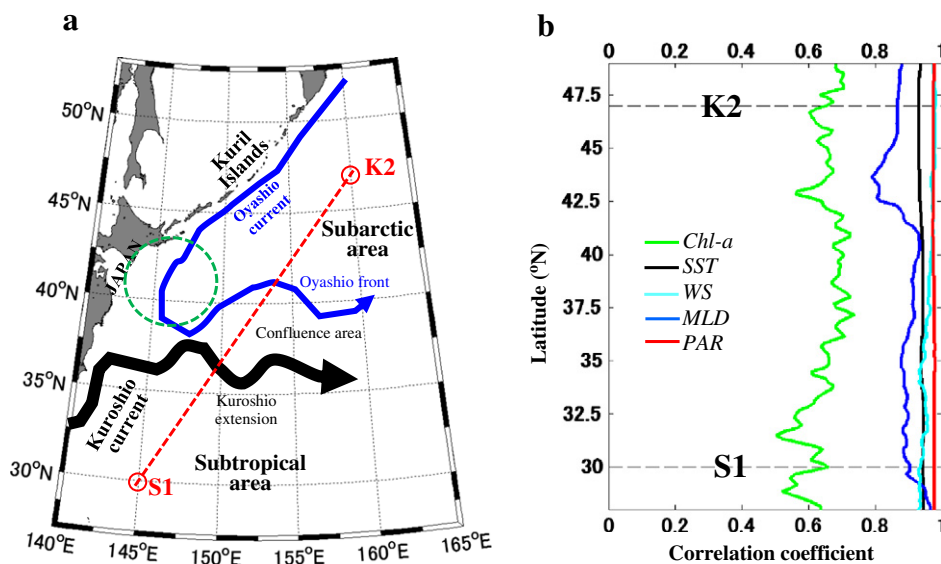 a
50°N
45°N
40°N
35°N
30°N
140°E
145°E
150°E
155°E
160°E
165°E
Kuril
Islands
Oyashio
current
K2
Subarctic
area
JAPAN
Oyashio front
Confluence area
Kuroshio
current
Kuroshio
extension
Subtropical
area
S1
b
0 0.2 0.4 0.6 0.8 1
47.5
45
42.5
40
37.5
35
32.5
30
Latitude (°N)
K2
Chl-a
SST
WS
MLD
PAR
S1
0 0.2 0.4 0.6 0.8 1
Correlation coefficient